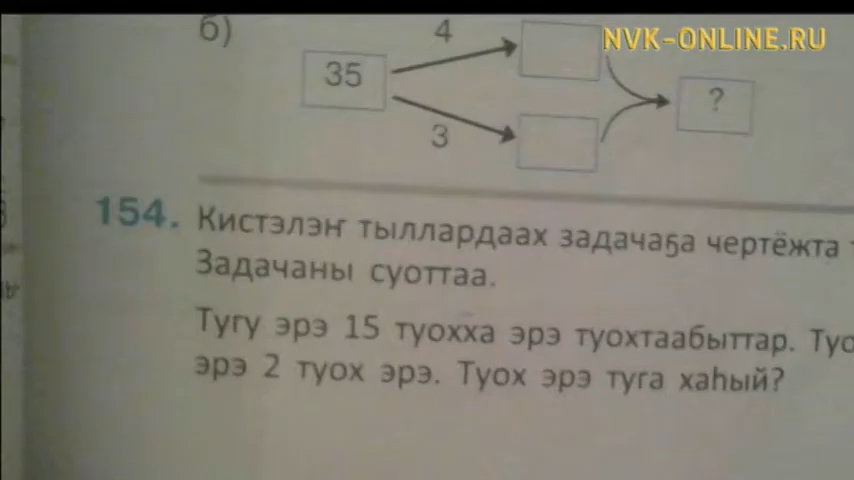 NVK-ONLINE.RU
б)
4
35
?
3
154. Кистэлэҥ тыллардаах задачаҕа чертёжта
Задачаны суоттаа.
Тугу эрэ 15 туохха эрэ туохтаабыттар.
эрэ 2 туох эрэ. Туох эрэ туга хаһый?